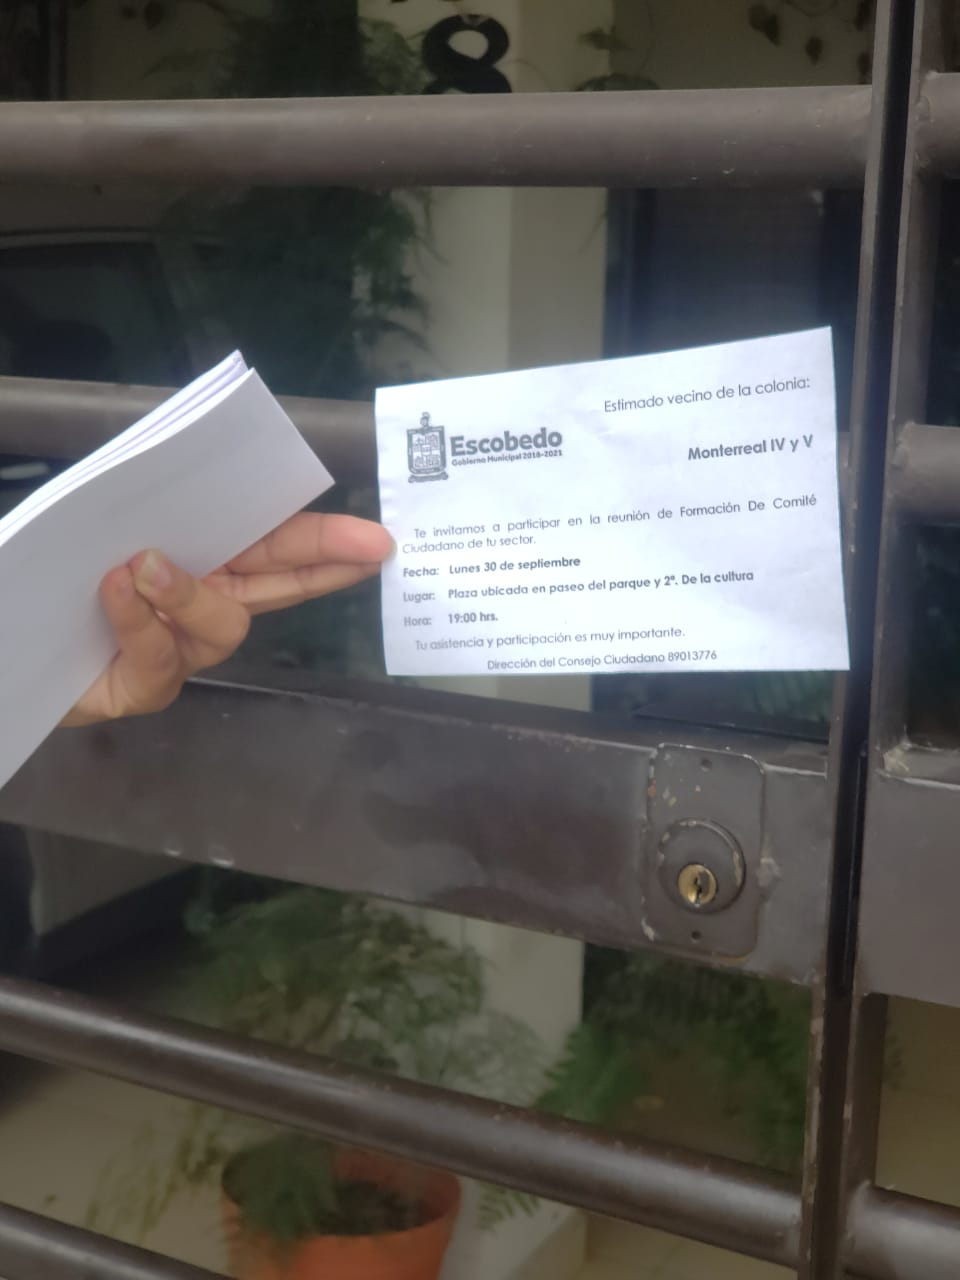 8
Estimado vecino de la colonia:
Escobedo
Gobierno Municipal 2018-2021
Monterreal IV y V
Te invitamos a participar en la reunión de Formación De Comité
Ciudadano de tu sector.
Fecha: Lunes 30 de septiembre
Lugar: Plaza ubicada en paseo del parque y 2ª. De la cultura
Hora: 19:00 hrs.
Tu asistencia y participación es muy importante.
Dirección del Consejo Ciudadano 89013776